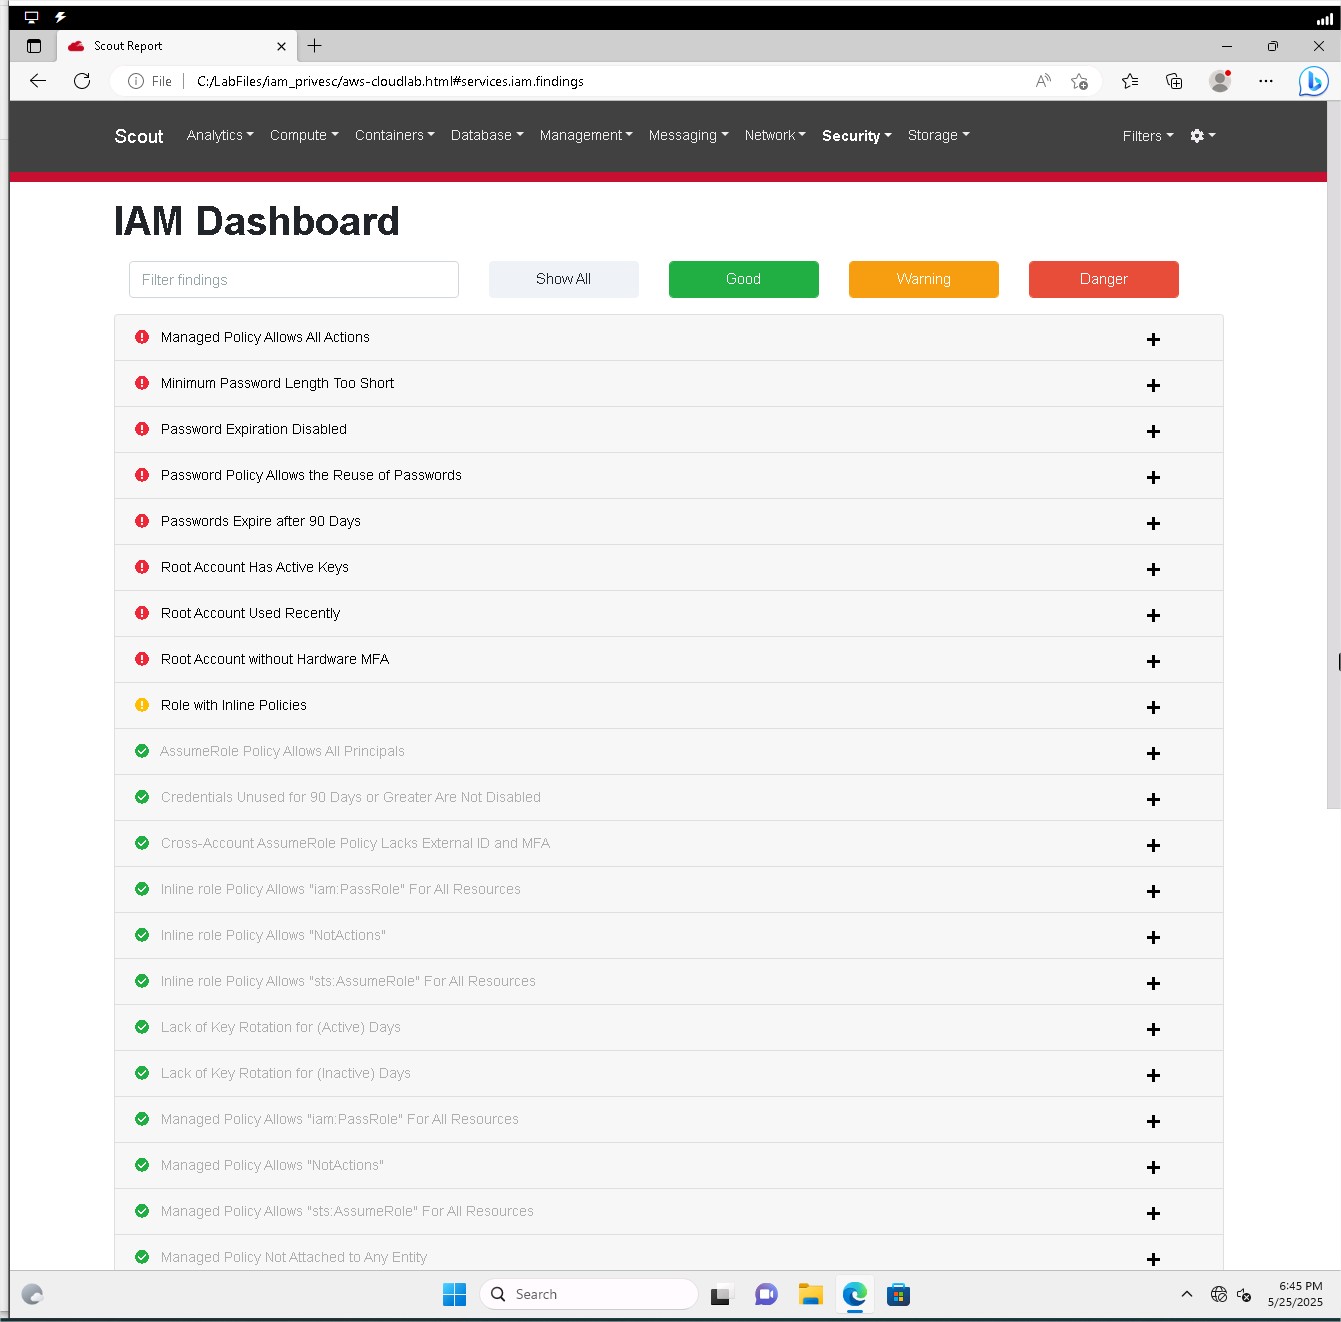 Scout Report
File
C:/LabFiles/iam_privesc/aws-cloudlab.html#services.iam.findings
Scout Analytics Compute Containers Database Management Messaging Network Security Storage Filters
IAM Dashboard
Filter findings Show All Good Warning Danger
Managed Policy Allows All Actions
Minimum Password Length Too Short
Password Expiration Disabled
Password Policy Allows the Reuse of Passwords
Passwords Expire after 90 Days
Root Account Has Active Keys
Root Account Used Recently
Root Account without Hardware MFA
Role with Inline Policies
AssumeRole Policy Allows All Principals
Credentials Unused for 90 Days or Greater Are Not Disabled
Cross-Account AssumeRole Policy Lacks External ID and MFA
Inline role Policy Allows "iam:PassRole" For All Resources
Inline role Policy Allows "NotActions"
Inline role Policy Allows "sts:AssumeRole" For All Resources
Lack of Key Rotation for (Active) Days
Lack of Key Rotation for (Inactive) Days
Managed Policy Allows "iam:PassRole" For All Resources
Managed Policy Allows "NotActions"
Managed Policy Allows "sts:AssumeRole" For All Resources
Managed Policy Not Attached to Any Entity
Search
6:45 PM
5/25/2025